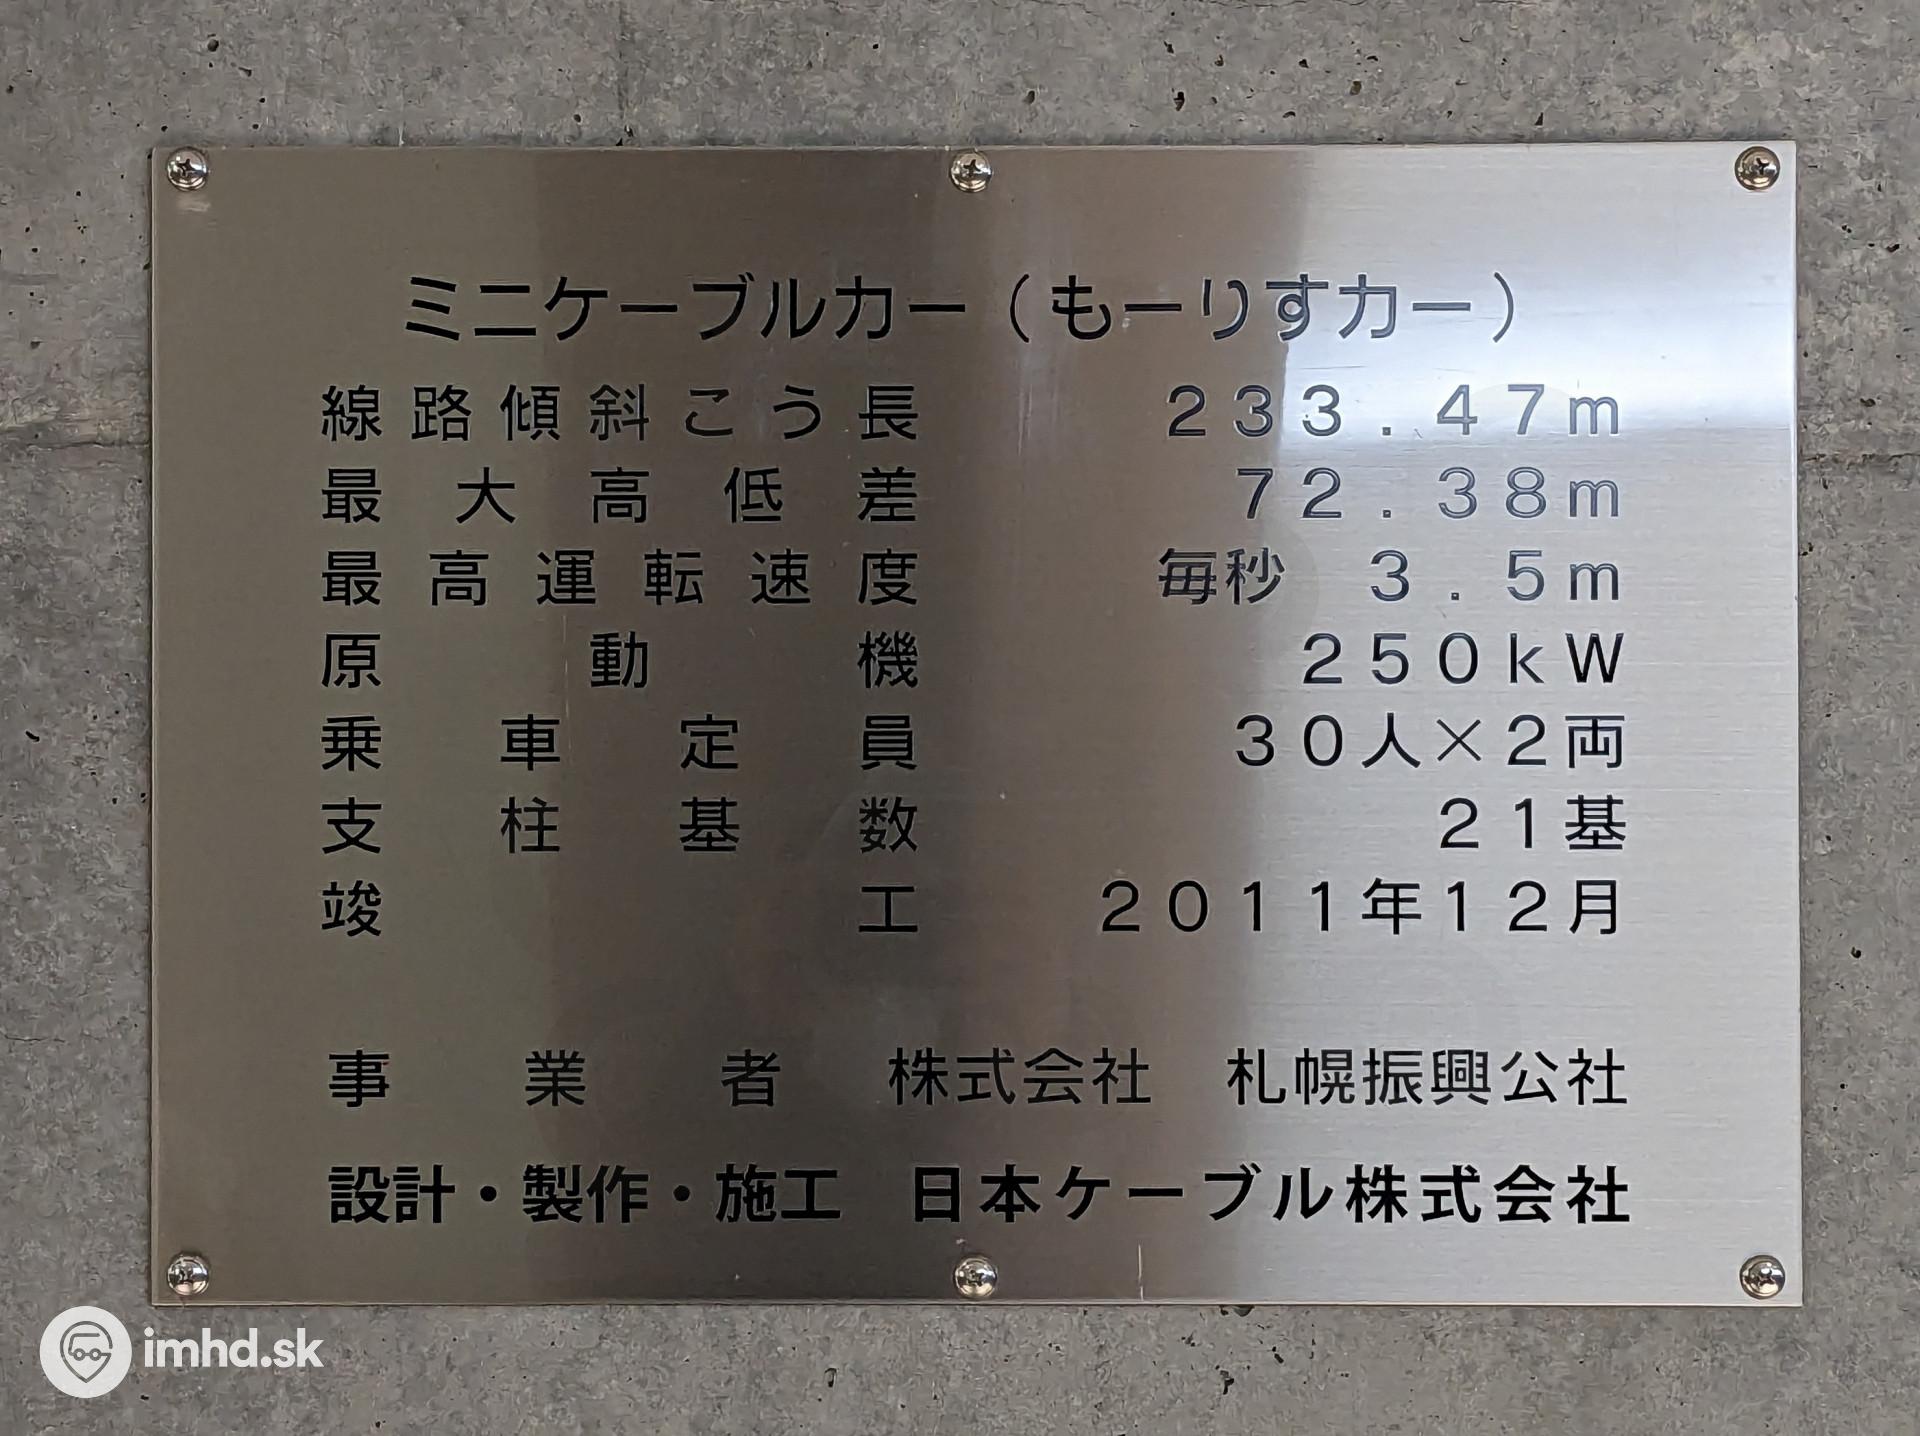 ミニケーブルカー（もーりすカー）
線路傾斜こう長　２３３．４７ｍ
最大高低差　７２．３８ｍ
最高運転速度　毎秒　３．５ｍ
原動機　２５０ｋＷ
乗車定員　３０人×２両
支柱基数　２１基
竣工　２０１１年１２月
事業者　株式会社　札幌振興公社
設計・製作・施工　日本ケーブル株式会社
imhd.sk